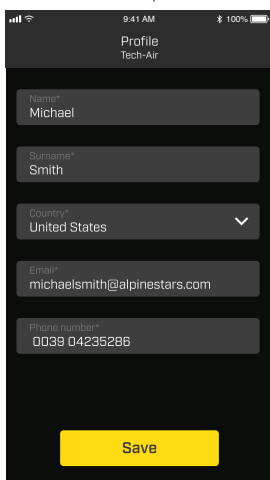 9:41 AM
100%
Profile
Tech-Air
Name*
Michael
Surname*
Smith
Country*
United States
Email*
michaelsmith@alpinestars.com
Phone number*
0039 04235286
Save